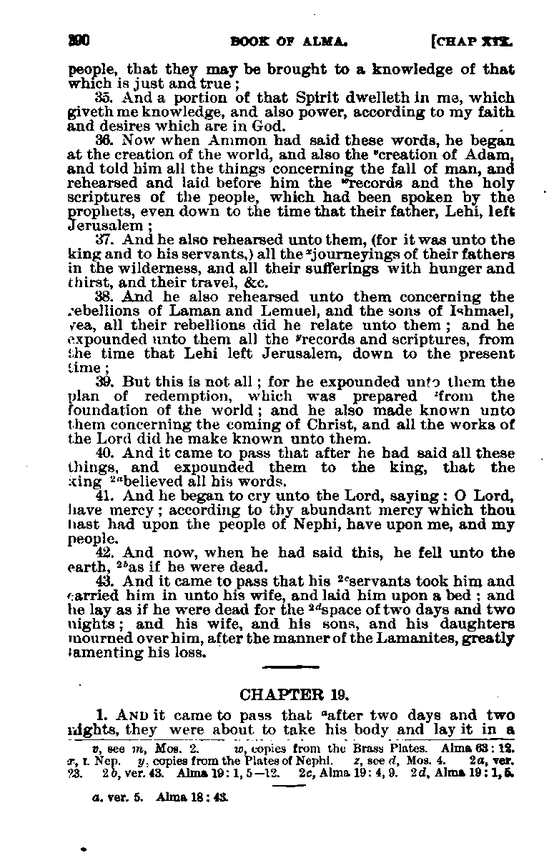 390 BOOK OF ALMA. [CHAP XIX.
people, that they may be brought to a knowledge of that
which is just and true ;
35. And a portion of that Spirit dwelleth in me, which
giveth me knowledge, and also power, according to my faith
and desires which are in God.
36. Now when Ammon had said these words, he began
at the creation of the world, and also the ᵛcreation of Adam,
and told him all the things concerning the fall of man, and
rehearsed and laid before him the ʷrecords and the holy
scriptures of the people, which had been spoken by the
prophets, even down to the time that their father, Lehi, left
Jerusalem ;
37. And he also rehearsed unto them, (for it was unto the
king and to his servants,) all the ˣjourneyings of their fathers
in the wilderness, and all their sufferings with hunger and
thirst, and their travel, &c.
38. And he also rehearsed unto them concerning the
rebellions of Laman and Lemuel, and the sons of Ishmael,
yea, all their rebellions did he relate unto them ; and he
expounded unto them all the ʸrecords and scriptures, from
the time that Lehi left Jerusalem, down to the present
time ;
39. But this is not all ; for he expounded unto them the
plan of redemption, which was prepared ᶻfrom the
foundation of the world ; and he also made known unto
them concerning the coming of Christ, and all the works of
the Lord did he make known unto them.
40. And it came to pass that after he had said all these
things, and expounded them to the king, that the
king ²ᵃbelieved all his words.
41. And he began to cry unto the Lord, saying : O Lord,
have mercy ; according to thy abundant mercy which thou
hast had upon the people of Nephi, have upon me, and my
people.
42. And now, when he had said this, he fell unto the
earth, ²ᵇas if he were dead.
43. And it came to pass that his ²ᶜservants took him and
carried him in unto his wife, and laid him upon a bed ; and
he lay as if he were dead for the ²ᵈspace of two days and two
nights ; and his wife, and his sons, and his daughters
mourned over him, after the manner of the Lamanites, greatly
lamenting his loss.
CHAPTER 19.
1. AND it came to pass that ᵃafter two days and two
nights, they were about to take his body and lay it in a
v, see m, Mos. 2. w, copies from the Brass Plates. Alma 63 : 12.
x, 1. Nep. y, copies from the Plates of Nephi. z, see d, Mos. 4. 2a, ver.
23. 2b, ver. 43. Alma 19 : 1, 5—12. 2c, Alma 19 : 4, 9. 2d, Alma 19 : 1, 5.
a. ver. 5. Alma 18 : 43.